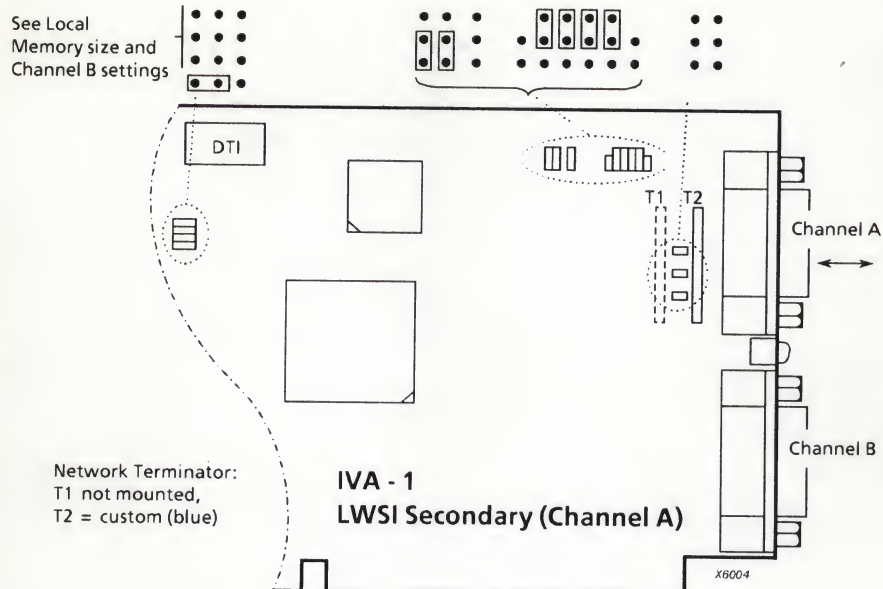 See Local
Memory size and
Channel B settings
DTI
T1 T2
Channel A
Channel B
Network Terminator:
T1 not mounted,
T2 = custom (blue)
IVA - 1
LWSI Secondary (Channel A)
X6004